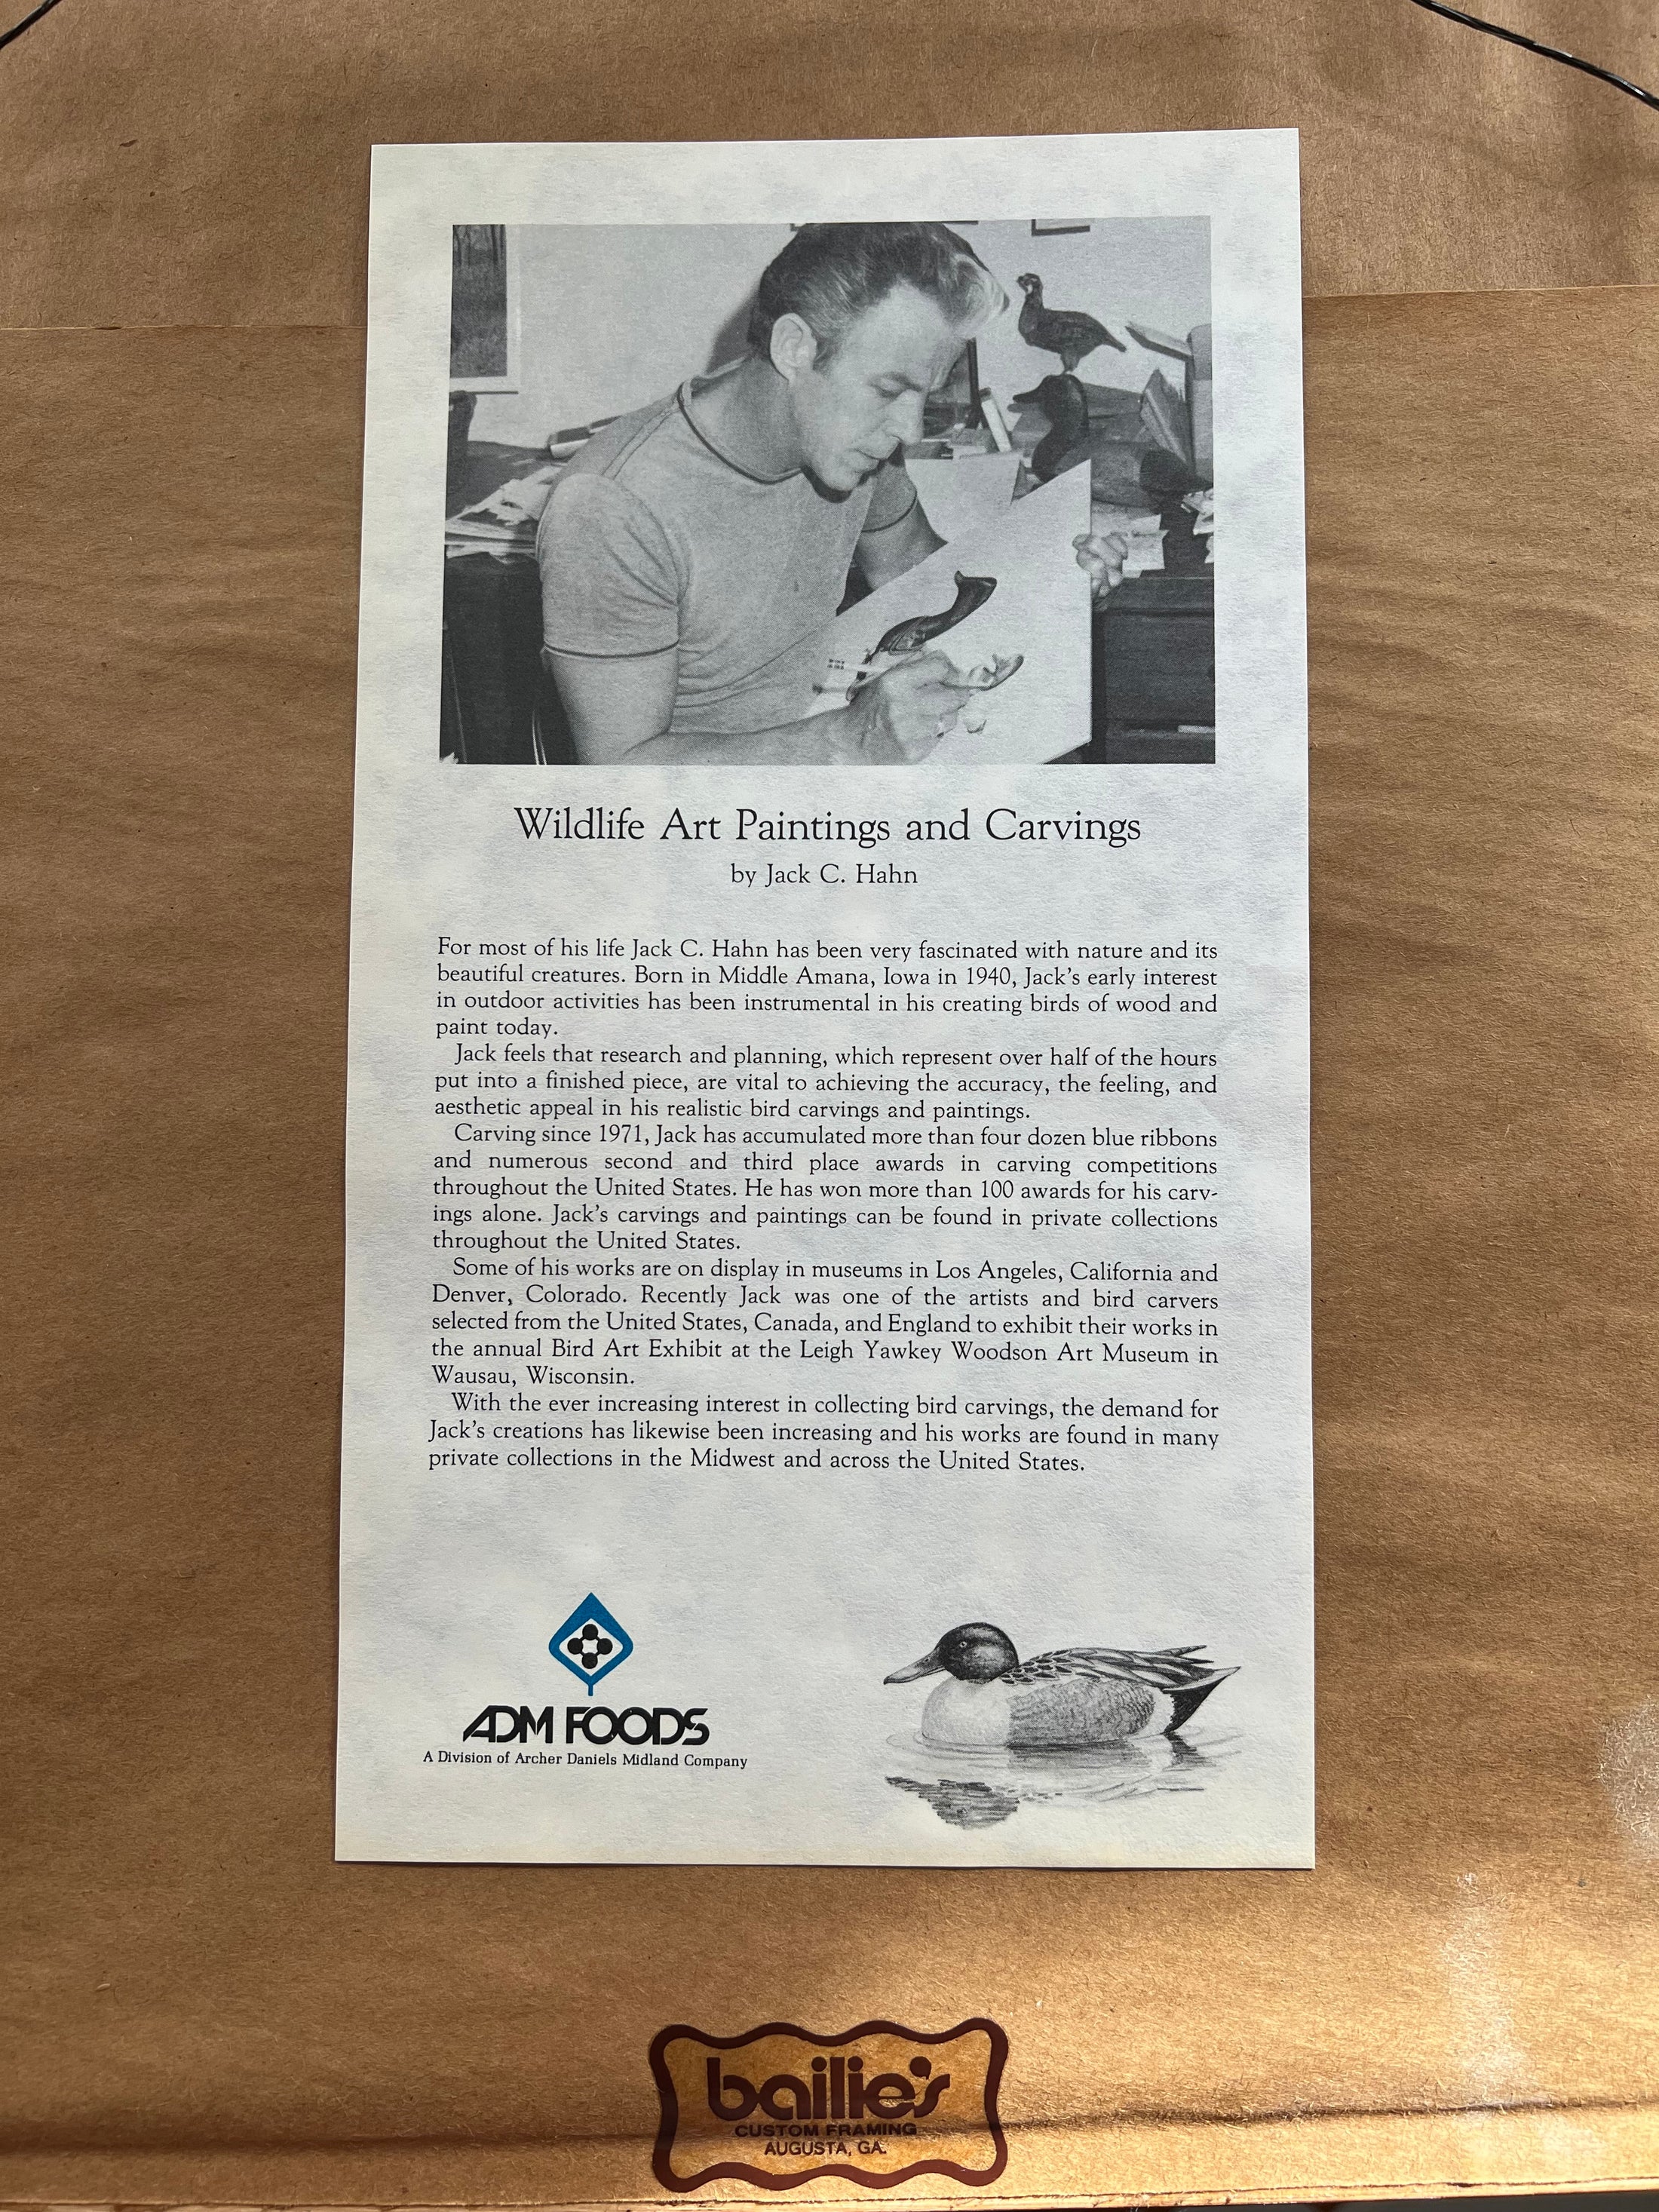 Wildlife Art Paintings and Carvings
by Jack C. Hahn
For most of his life Jack C. Hahn has been very fascinated with nature and its
beautiful creatures. Born in Middle Amana, Iowa in 1940, Jack's early interest
in outdoor activities has been instrumental in his creating birds of wood and
paint today.
Jack feels that research and planning, which represent over half of the hours
put into a finished piece, are vital to achieving the accuracy, the feeling, and
aesthetic appeal in his realistic bird carvings and paintings.
Carving since 1971, Jack has accumulated more than four dozen blue ribbons
and numerous second and third place awards in carving competitions
throughout the United States. He has won more than 100 awards for his carv-
ings alone. Jack's carvings and paintings can be found in private collections
throughout the United States.
Some of his works are on display in museums in Los Angeles, California and
Denver, Colorado. Recently Jack was one of the artists and bird carvers
selected from the United States, Canada, and England to exhibit their works in
the annual Bird Art Exhibit at the Leigh Yawkey Woodson Art Museum in
Wausau, Wisconsin.
With the ever increasing interest in collecting bird carvings, the demand for
Jack's creations has likewise been increasing and his works are found in many
private collections in the Midwest and across the United States.
ADM FOODS
A Division of Archer Daniels Midland Company
bailie's
CUSTOM FRAMING
AUGUSTA, GA.